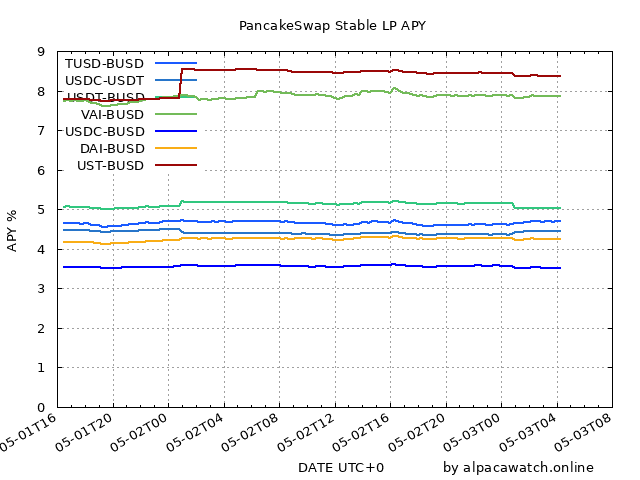 PancakeSwap Stable LP APY
9
8
7
6
5
4
3
2
1
0
APY %
TUSD-BUSD
USDC-USDT
USDT-BUSD
VAI-BUSD
USDC-BUSD
DAI-BUSD
UST-BUSD
05-01T16
05-01T20
05-02T00
05-02T04
05-02T08
05-02T12
05-02T16
05-02T20
05-03T00
05-03T04
05-03T08
DATE UTC+0
by alpacawatch.online